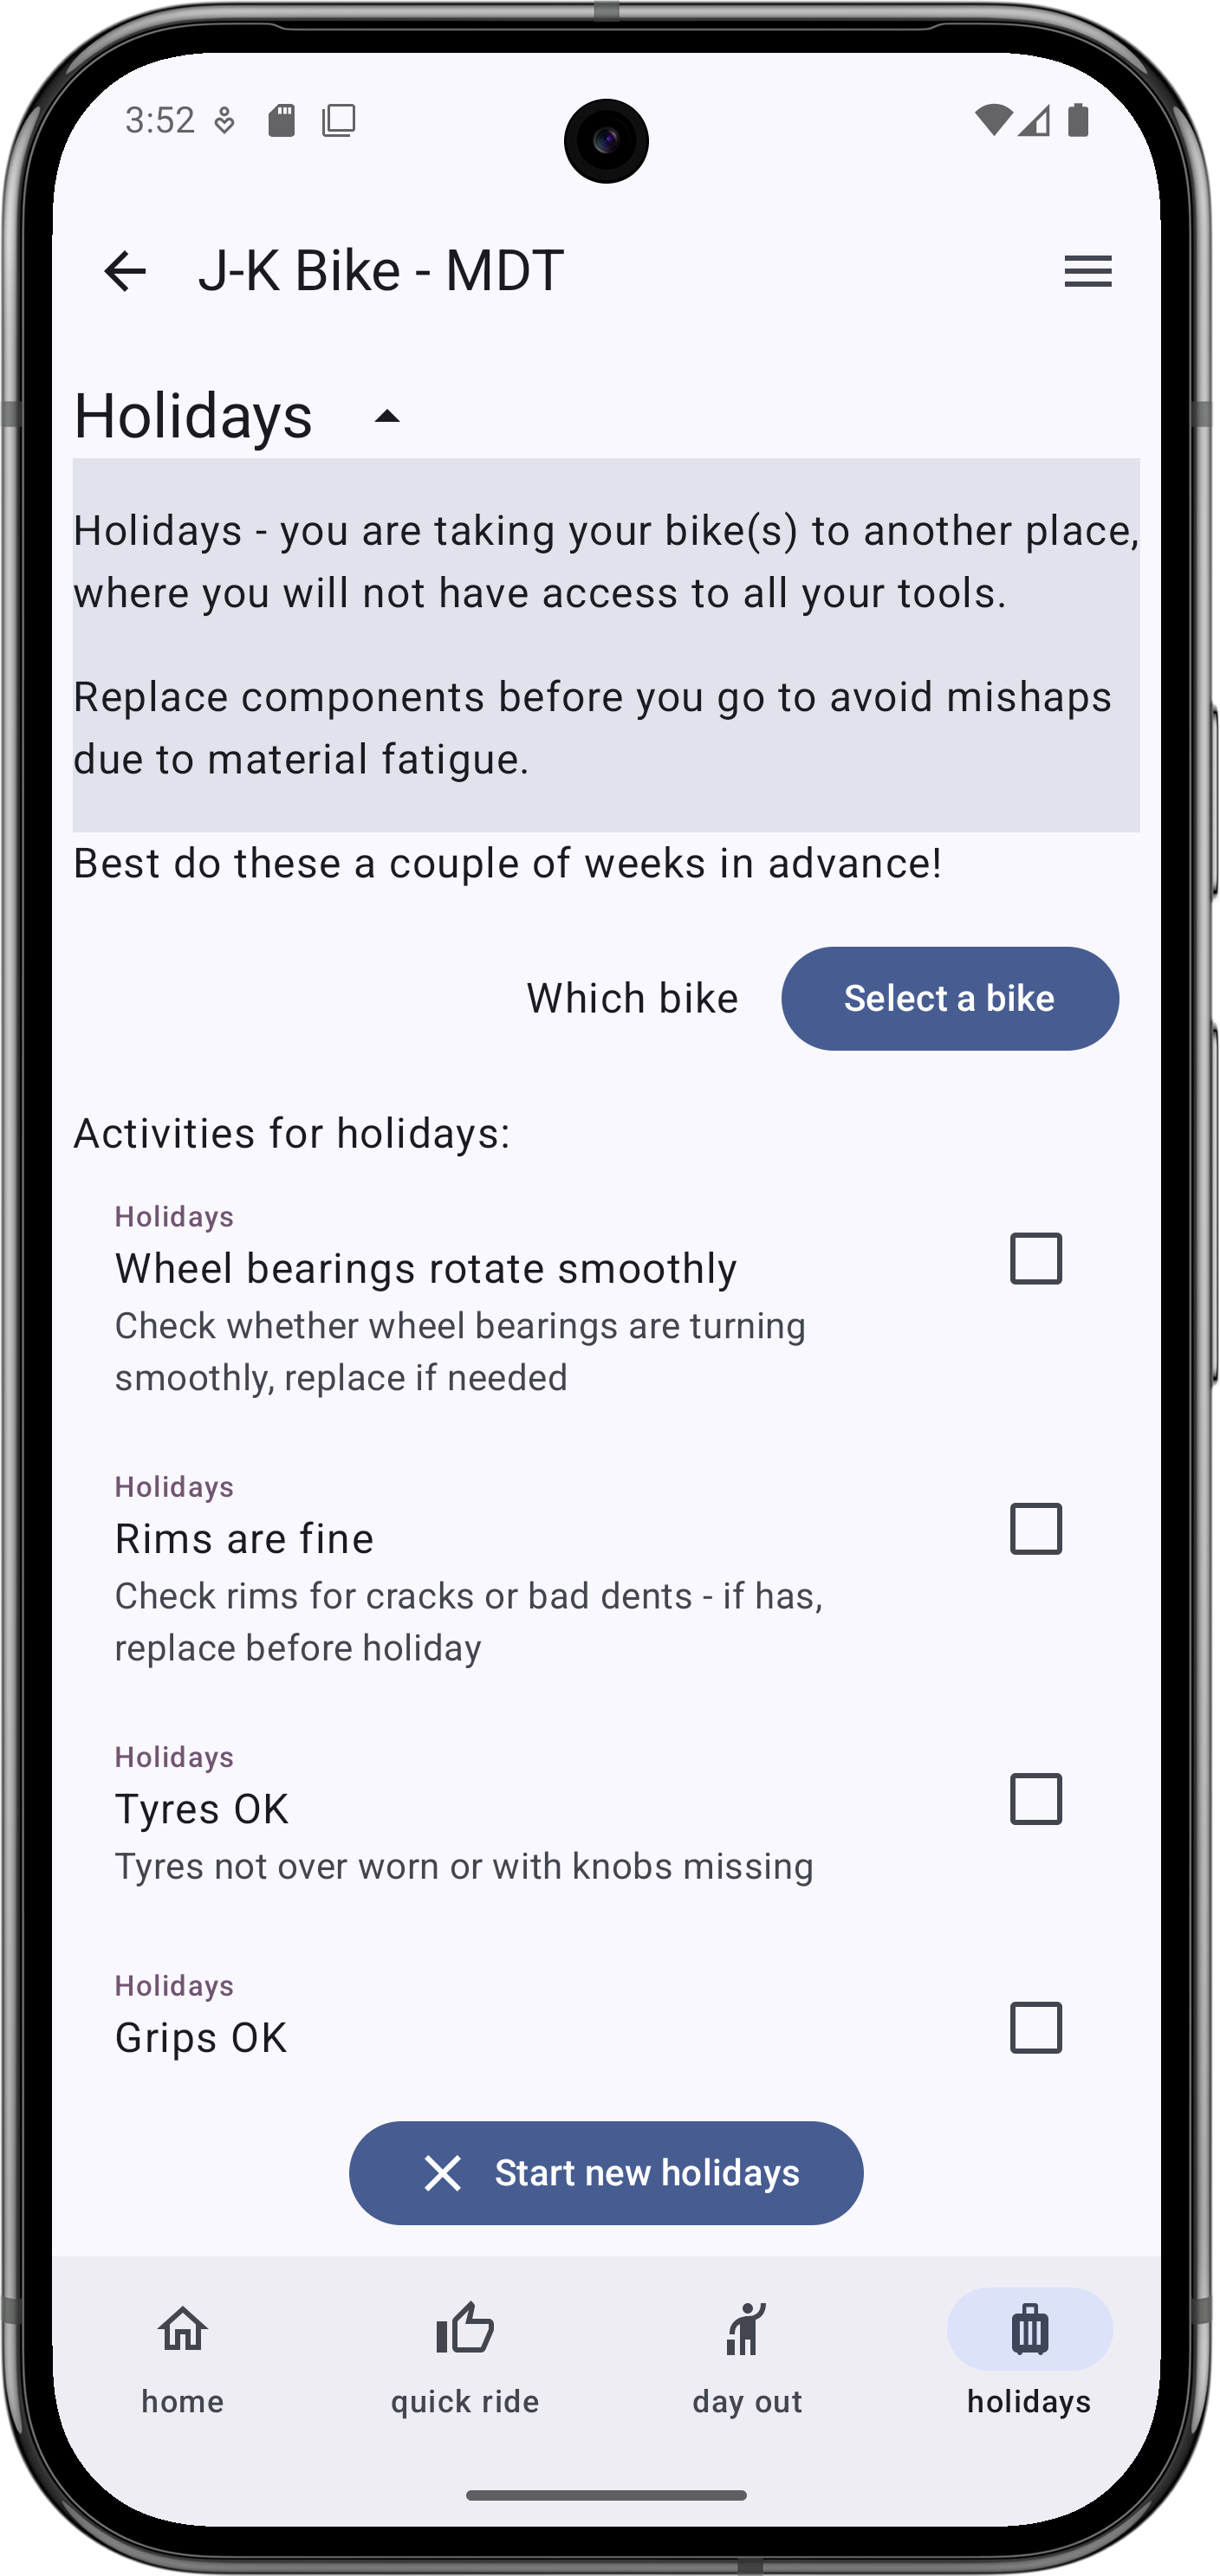 3:52
J-K Bike - MDT
Holidays
Holidays - you are taking your bike(s) to another place,
where you will not have access to all your tools.
Replace components before you go to avoid mishaps
due to material fatigue.
Best do these a couple of weeks in advance!
Which bike Select a bike
Activities for holidays:
Holidays
Wheel bearings rotate smoothly
Check whether wheel bearings are turning
smoothly, replace if needed
Holidays
Rims are fine
Check rims for cracks or bad dents - if has,
replace before holiday
Holidays
Tyres OK
Tyres not over worn or with knobs missing
Holidays
Grips OK
Start new holidays
home quick ride day out holidays